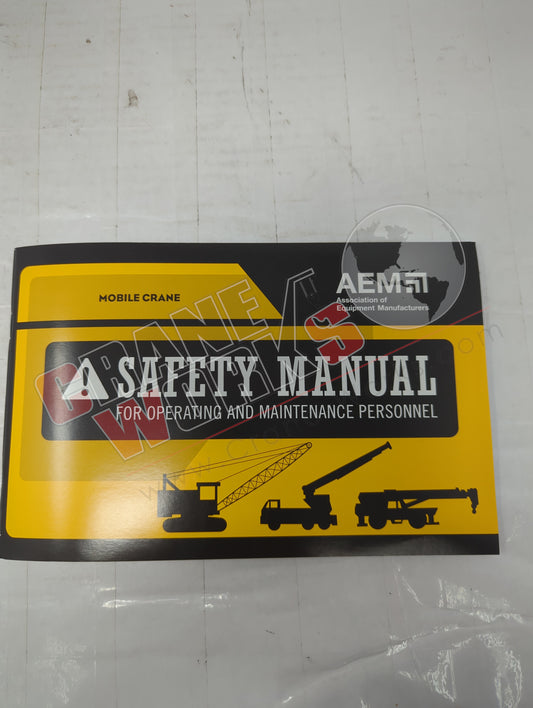 MOBILE CRANE
AEM
Association of
Equipment Manufacturers
SAFETY MANUAL
FOR OPERATING AND MAINTENANCE PERSONNEL
CRANE
WORKS